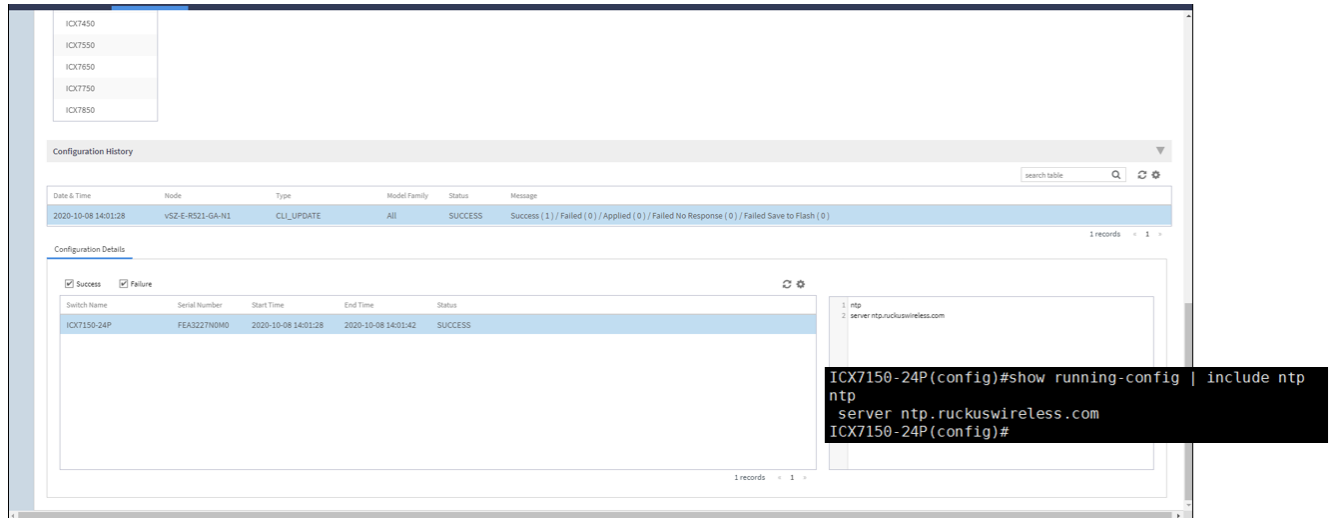 ICX7450
ICX7550
ICX7650
ICX7750
ICX7850
Configuration History
search table
Date & Time Node Type Model Family Status Message
2020-10-08 14:01:28 vSZ-E-R521-GA-N1 CLI_UPDATE All SUCCESS Success ( 1 ) / Failed ( 0 ) / Applied ( 0 ) / Failed No Response ( 0 ) / Failed Save to Flash ( 0 )
1 records « 1 »
Configuration Details
Success Failure
Switch Name Serial Number Start Time End Time Status
ICX7150-24P FEA3227N0M0 2020-10-08 14:01:28 2020-10-08 14:01:42 SUCCESS
1 records « 1 »
1 ntp
2 server ntp.ruckuswireless.com
ICX7150-24P(config)#show running-config | include ntp
ntp
server ntp.ruckuswireless.com
ICX7150-24P(config)#